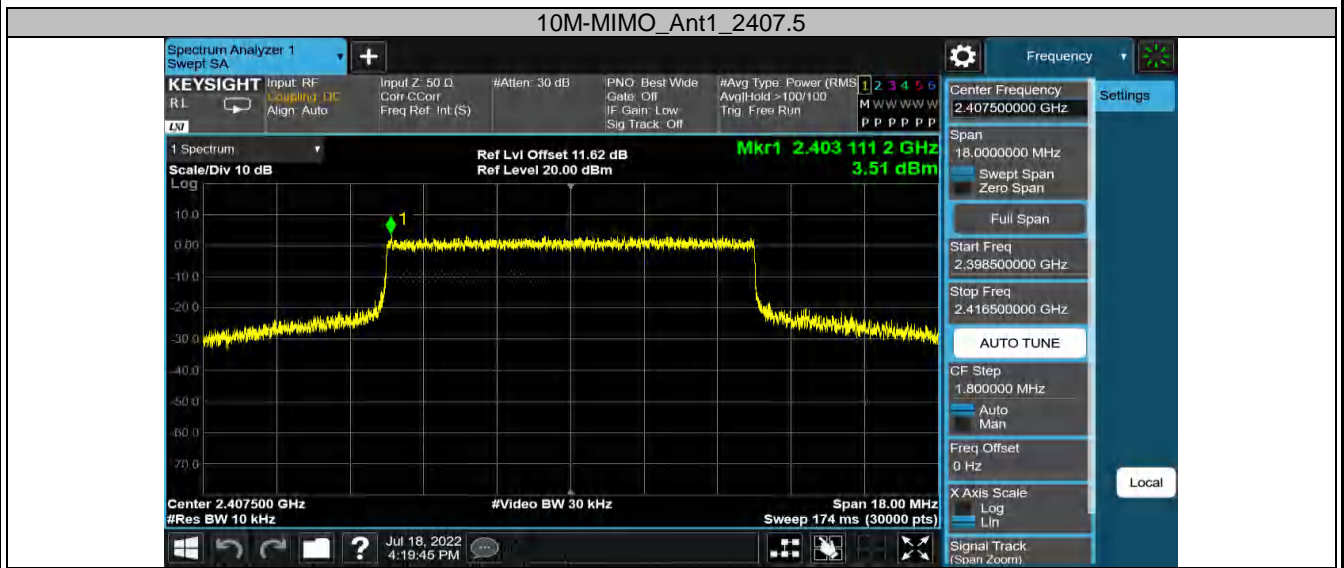 10M-MIMO_Ant1_2407.5
Spectrum Analyzer 1
Swept SA
Frequency
KEYSIGHT
RL
LXI
Input: RF
Coupling: DC
Align: Auto
Input Z: 50 Ω
Corr CCorr
Freq Ref: Int (S)
#Atten: 30 dB
PNO: Best Wide
Gate: Off
IF Gain: Low
Sig Track: Off
#Avg Type: Power (RMS
Avg|Hold: >100/100
Trig: Free Run
1 2 3 4 5 6
M W W W W W
P P P P P P
Center Frequency
2.407500000 GHz
Settings
Span
18.0000000 MHz
Swept Span
Zero Span
Full Span
Start Freq
2.398500000 GHz
Stop Freq
2.416500000 GHz
AUTO TUNE
CF Step
1.800000 MHz
Auto
Man
Freq Offset
0 Hz
X Axis Scale
Log
Lin
Signal Track
(Span Zoom)
Local
1 Spectrum
Scale/Div 10 dB
Log
Ref Lvl Offset 11.62 dB
Ref Level 20.00 dBm
Mkr1 2.403 111 2 GHz
3.51 dBm
1
10.0
0.00
-10.0
-20.0
-30.0
-40.0
-50.0
-60.0
-70.0
Center 2.407500 GHz
#Res BW 10 kHz
#Video BW 30 kHz
Span 18.00 MHz
Sweep 174 ms (30000 pts)
?
Jul 18, 2022
4:19:45 PM